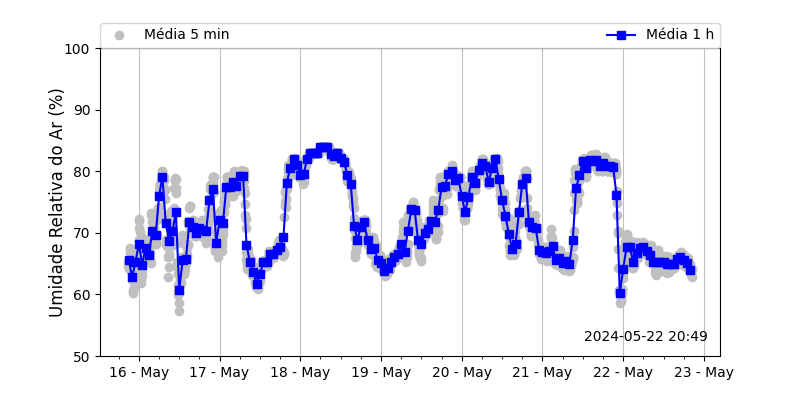 Média 5 min
Média 1 h
Umidade Relativa do Ar (%)
100
90
80
70
60
50
2024-05-22 20:49
16 - May
17 - May
18 - May
19 - May
20 - May
21 - May
22 - May
23 - May